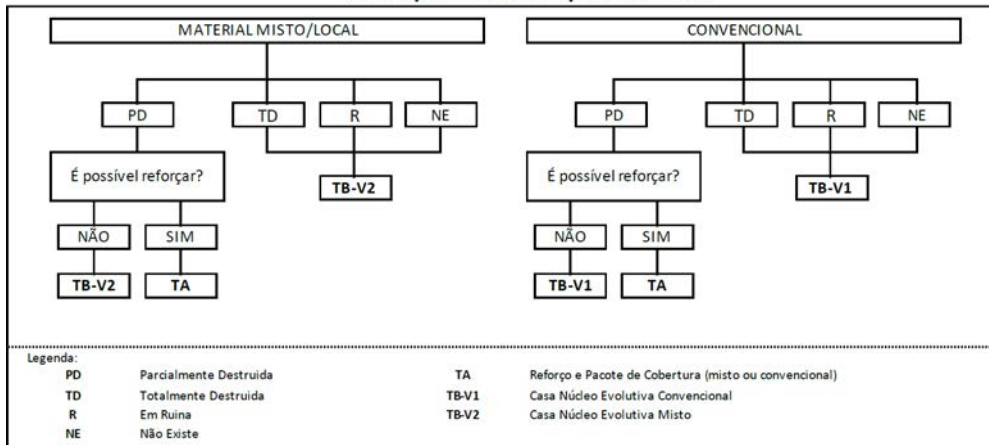 MATERIAL MISTO/LOCAL
PD TD R NE
É possível reforçar?
TB-V2
NÃO SIM
TB-V2 TA
CONVENCIONAL
PD TD R NE
É possível reforçar?
TB-V1
NÃO SIM
TB-V1 TA
Legenda:
PD Parcialmente Destruida
TD Totalmente Destruida
R Em Ruina
NE Não Existe
TA Reforço e Pacote de Cobertura (misto ou convencional)
TB-V1 Casa Núcleo Evolutiva Convencional
TB-V2 Casa Núcleo Evolutiva Misto